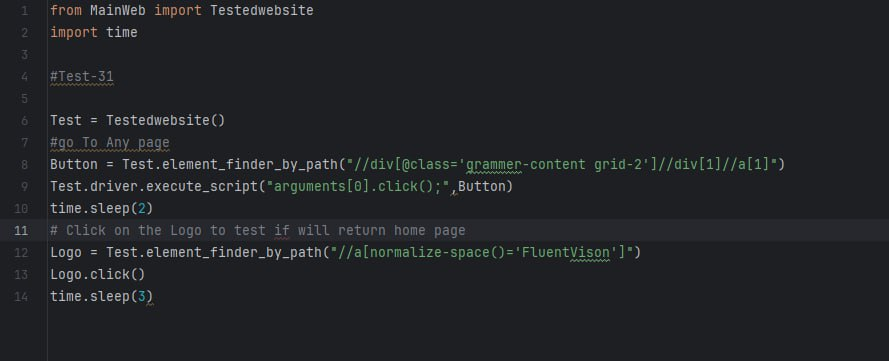 1 from MainWeb import Testedwebsite
2 import time
3
4 #Test-31
5
6 Test = Testedwebsite()
7 #go To Any page
8 Button = Test.element_finder_by_path("//div[@class='grammer-content grid-2']//div[1]//a[1]")
9 Test.driver.execute_script("arguments[0].click();",Button)
10 time.sleep(2)
11 # Click on the Logo to test if will return home page
12 Logo = Test.element_finder_by_path("//a[normalize-space()='FluentVison']")
13 Logo.click()
14 time.sleep(3)